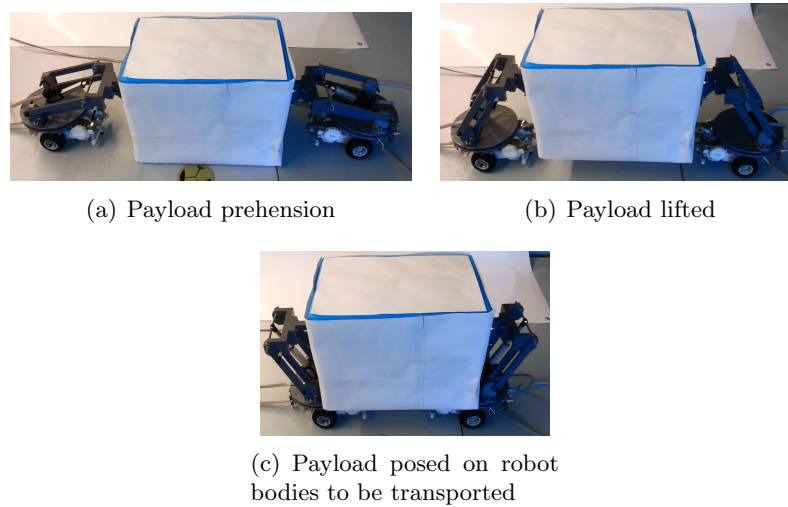 (a) Payload prehension
(b) Payload lifted
(c) Payload posed on robot
bodies to be transported